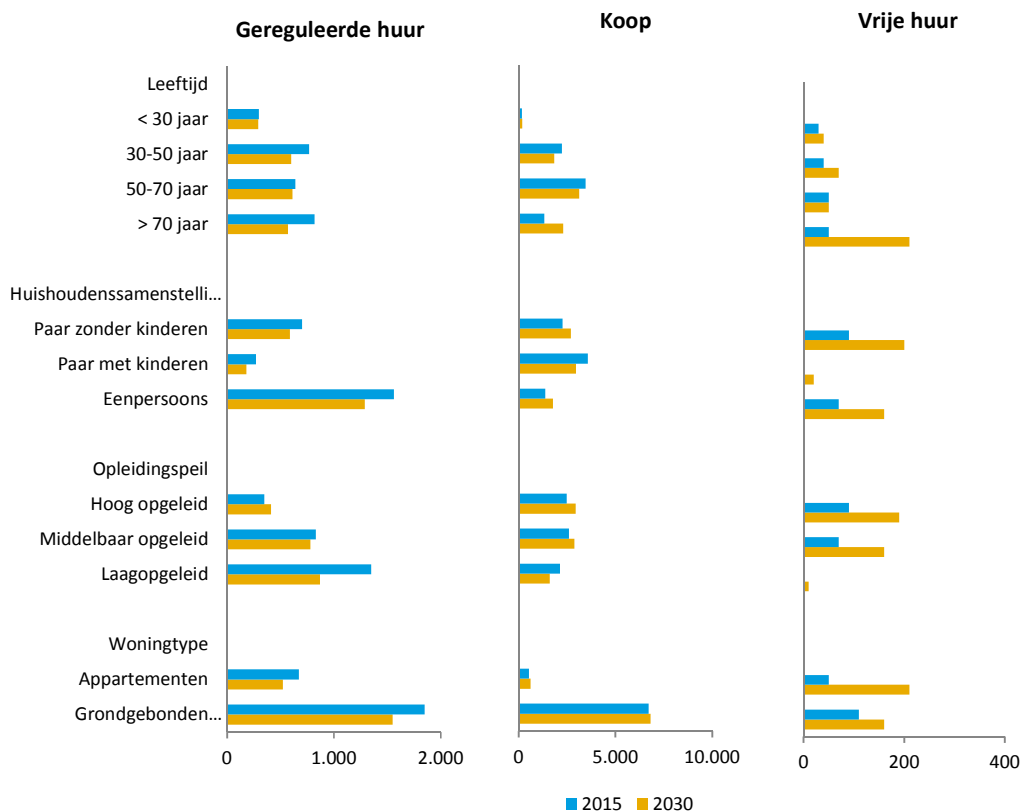 Gereguleerde huur
Koop
Vrije huur
Leeftijd
< 30 jaar
30-50 jaar
50-70 jaar
> 70 jaar
Huishoudenssamenstelli...
Paar zonder kinderen
Paar met kinderen
Eenpersoons
Opleidingspeil
Hoog opgeleid
Middelbaar opgeleid
Laagopgeleid
Woningtype
Appartementen
Grondgebonden...
0 1.000 2.000
0 5.000 10.000
0 200 400
2015 2030